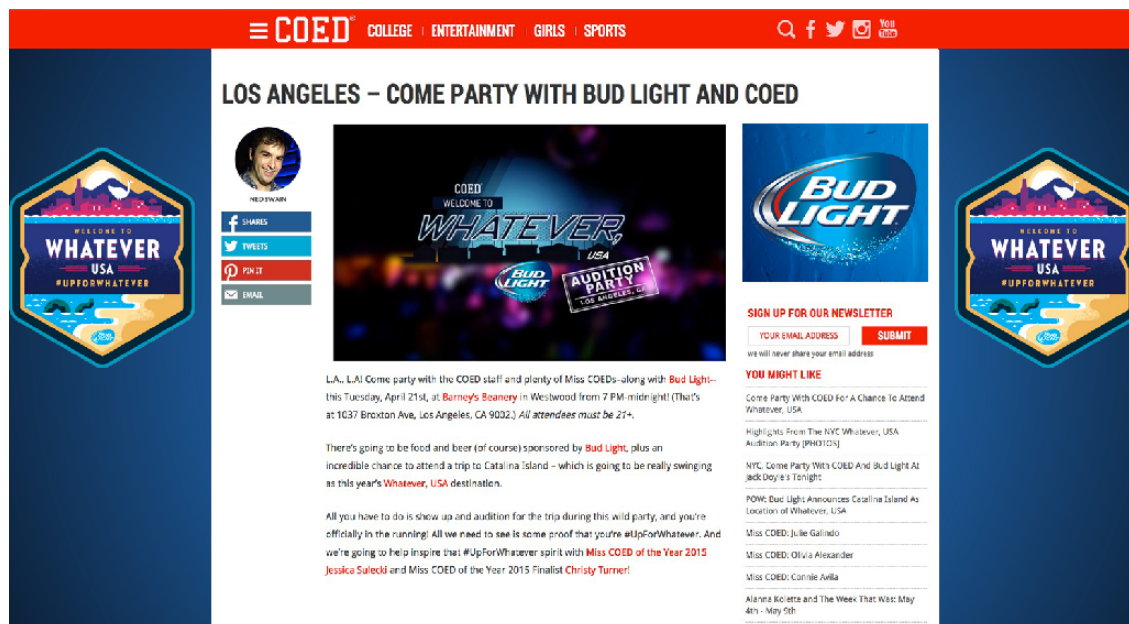 COED®
COLLEGE | ENTERTAINMENT | GIRLS | SPORTS
You Tube
LOS ANGELES – COME PARTY WITH BUD LIGHT AND COED
NED SWAIN
SHARES
TWEETS
PIN IT
EMAIL
COED
WELCOME TO
WHATEVER,
USA
BUD
LIGHT
AUDITION
PARTY
LOS ANGELES, CA
L.A., L.A! Come party with the COED staff and plenty of Miss COEDs–along with Bud Light--
this Tuesday, April 21st, at Barney's Beanery in Westwood from 7 PM-midnight! (That's
at 1037 Broxton Ave, Los Angeles, CA 9002.) All attendees must be 21+.
There's going to be food and beer (of course) sponsored by Bud Light, plus an
incredible chance to attend a trip to Catalina Island – which is going to be really swinging
as this year's Whatever, USA destination.
All you have to do is show up and audition for the trip during this wild party, and you're
officially in the running! All we need to see is some proof that you're #UpForWhatever. And
we're going to help inspire that #UpForWhatever spirit with Miss COED of the Year 2015
Jessica Sulecki and Miss COED of the Year 2015 Finalist Christy Turner!
BUD
LIGHT
SIGN UP FOR OUR NEWSLETTER
YOUR EMAIL ADDRESS
SUBMIT
we will never share your email address
YOU MIGHT LIKE
Come Party With COED For A Chance To Attend
Whatever, USA
Highlights From The NYC Whatever, USA
Audition Party [PHOTOS]
NYC, Come Party With COED And Bud Light At
Jack Doyle's Tonight
POW: Bud Light Announces Catalina Island As
Location of Whatever, USA
Miss COED: Julie Galindo
Miss COED: Olivia Alexander
Miss COED: Connie Avila
Alanna Kolette and The Week That Was: May
4th - May 9th
WELCOME TO
WHATEVER
USA
#UPFORWHATEVER
WELCOME TO
WHATEVER
USA
#UPFORWHATEVER